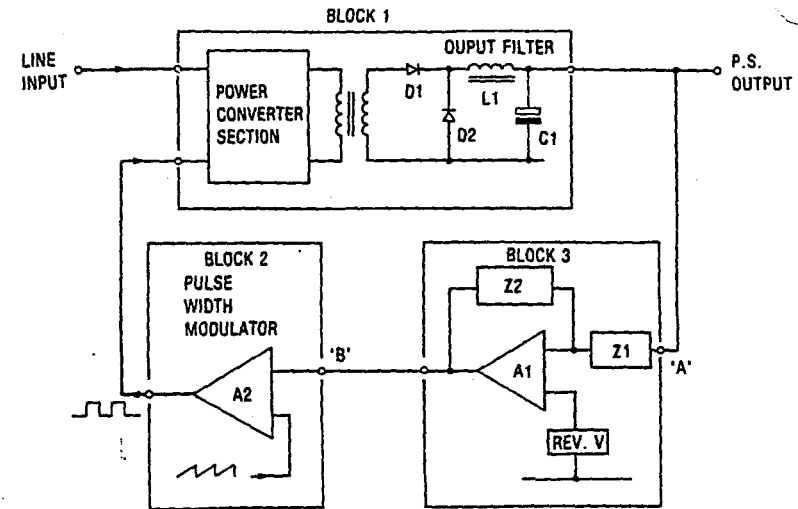 BLOCK 1
LINE
INPUT
OUPUT FILTER
P.S.
OUTPUT
POWER
CONVERTER
SECTION
D1
L1
D2
C1
BLOCK 2
PULSE
WIDTH
MODULATOR
BLOCK 3
Z2
'B'
Z1
'A'
A2
A1
REV. V